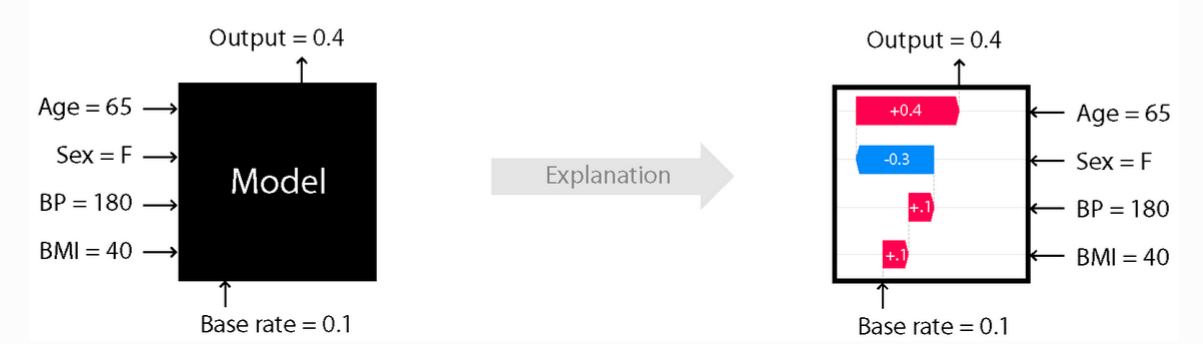 Output = 0.4
Age = 65
Sex = F
BP = 180
BMI = 40
Model
Base rate = 0.1
Explanation
Output = 0.4
+0.4
Age = 65
-0.3
Sex = F
+.1
BP = 180
+.1
BMI = 40
Base rate = 0.1